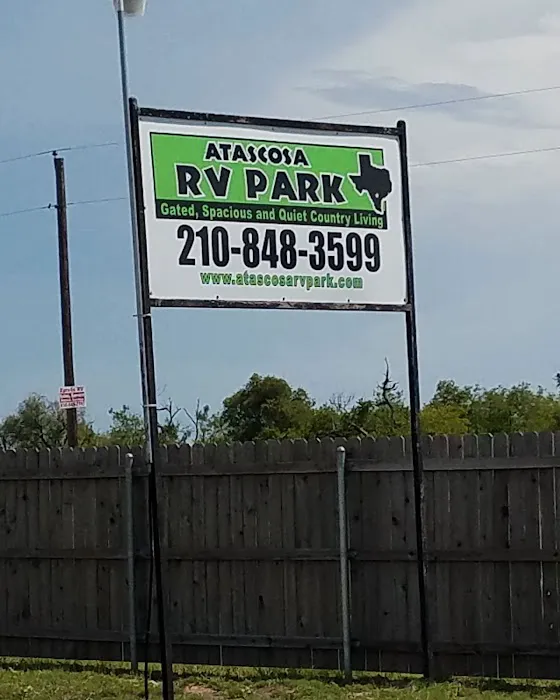 ATASCOSA
RV PARK
Gated, Spacious and Quiet Country Living
210-848-3599
www.atascosarvpark.com